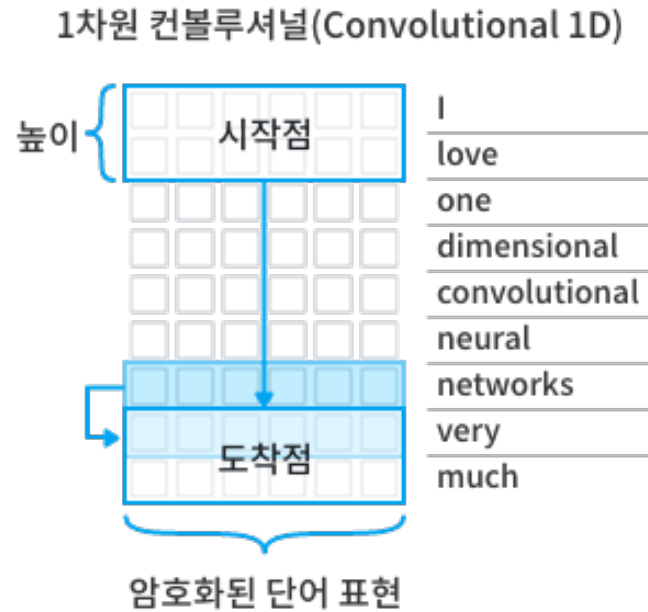 1차원 컨볼루셔널(Convolutional 1D)
높이
시작점
I
love
one
dimensional
convolutional
neural
networks
very
도착점
much
암호화된 단어 표현